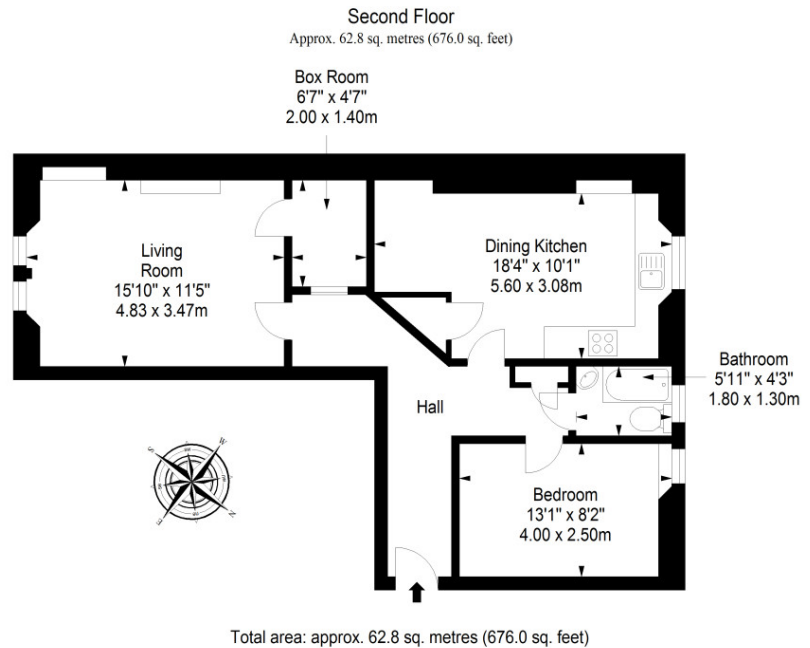 Second Floor
Approx. 62.8 sq. metres (676.0 sq. feet)
Box Room
6'7" x 4'7"
2.00 x 1.40m
Living
Room
15'10" x 11'5"
4.83 x 3.47m
Dining Kitchen
18'4" x 10'1"
5.60 x 3.08m
Bathroom
5'11" x 4'3"
1.80 x 1.30m
Hall
Bedroom
13'1" x 8'2"
4.00 x 2.50m
S
W
E
N
Total area: approx. 62.8 sq. metres (676.0 sq. feet)